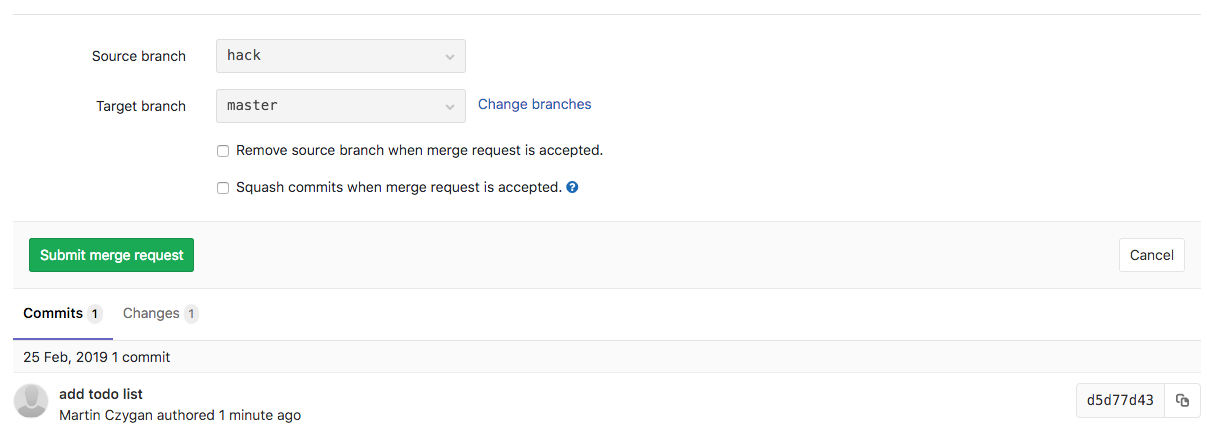 Source branch hack
Target branch master Change branches
Remove source branch when merge request is accepted.
Squash commits when merge request is accepted. ?
Submit merge request Cancel
Commits 1 Changes 1
25 Feb, 2019 1 commit
add todo list
d5d77d43
Martin Czygan authored 1 minute ago